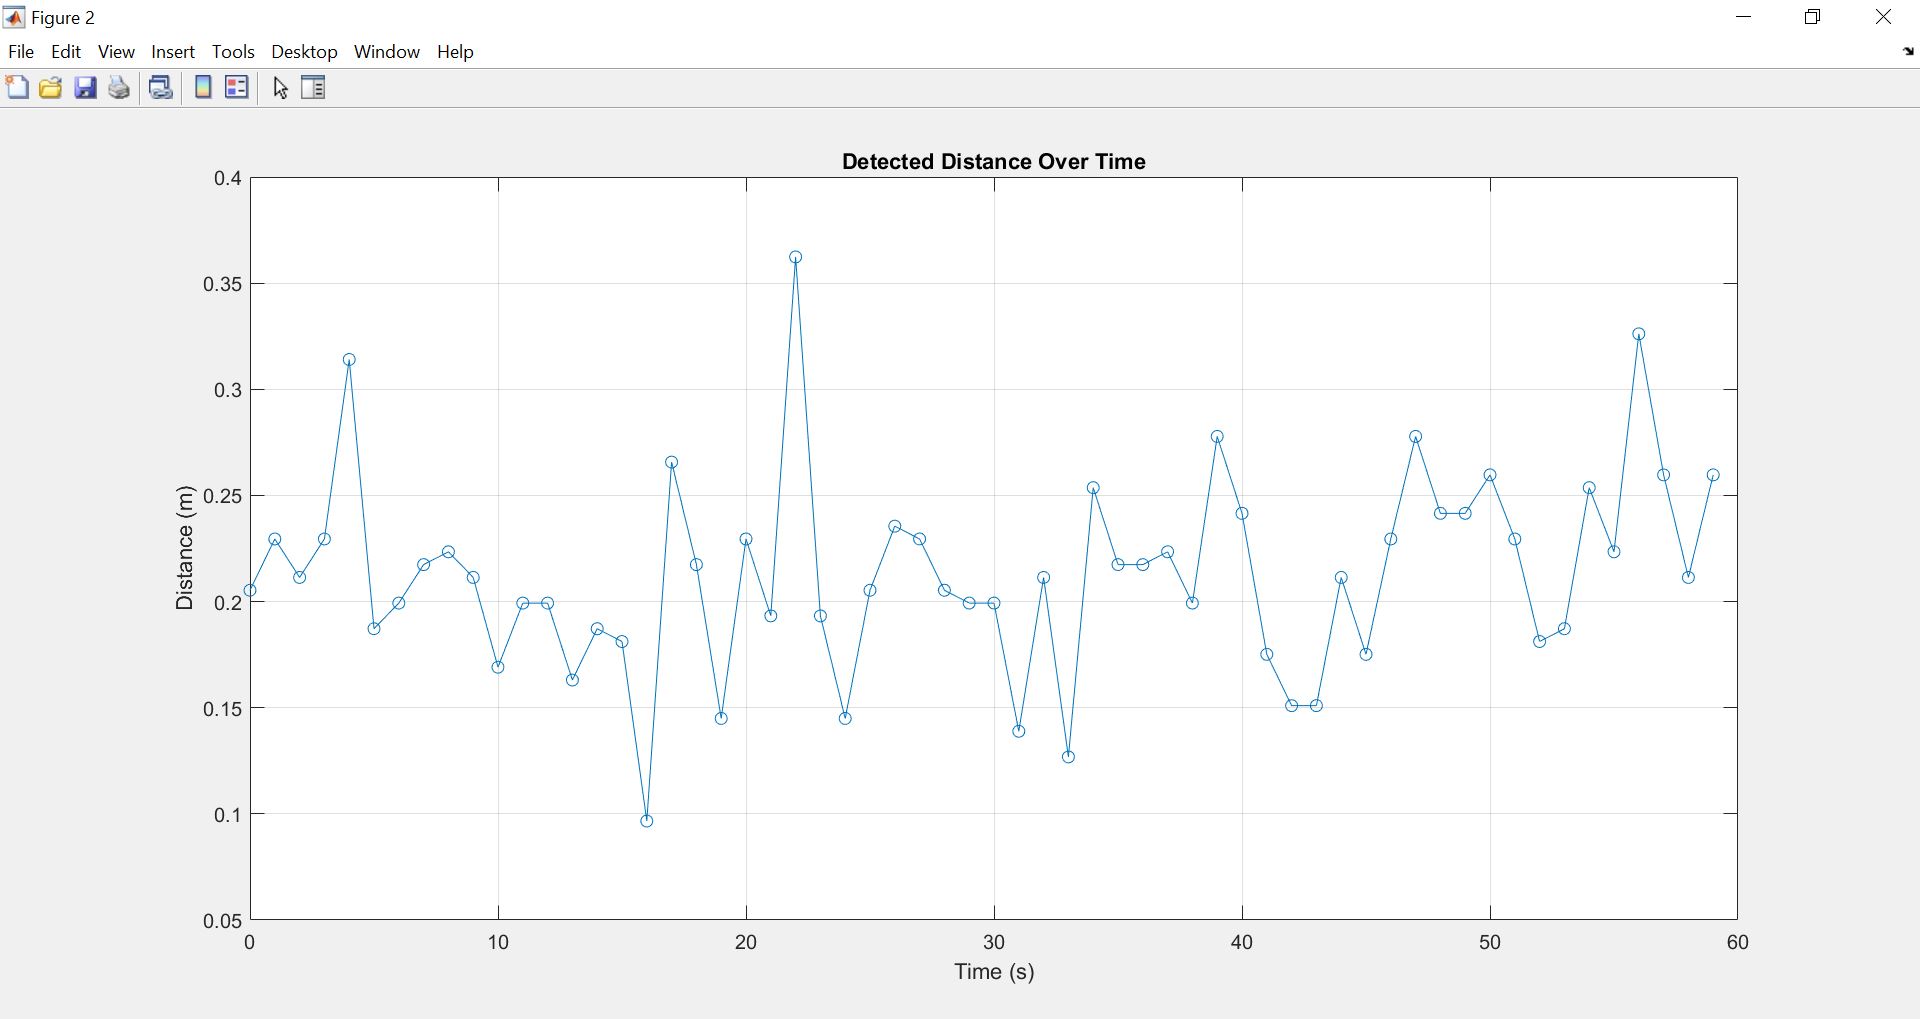 Figure 2
File Edit View Insert Tools Desktop Window Help
Detected Distance Over Time
0.4
0.35
0.3
0.25
0.2
0.15
0.1
0.05
Distance (m)
0 10 20 30 40 50 60
Time (s)